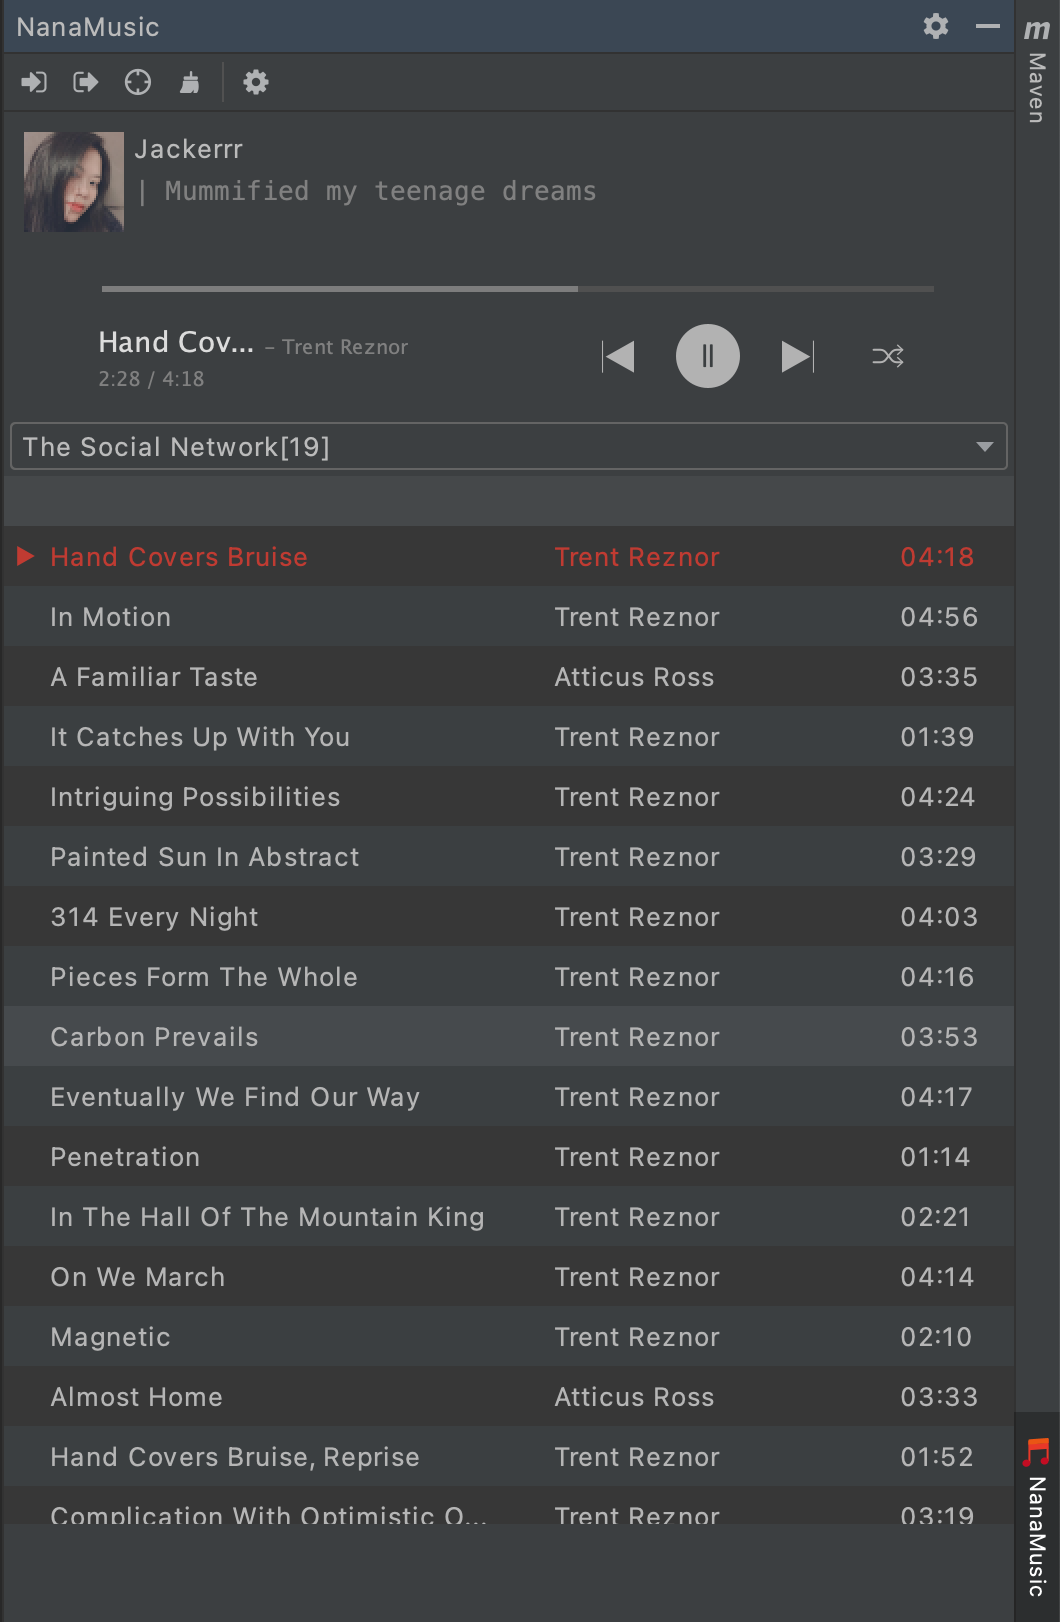 NanaMusic
m
Maven
Jackerrr
| Mummified my teenage dreams
Hand Cov... – Trent Reznor
2:28 / 4:18
The Social Network[19]
Hand Covers Bruise Trent Reznor 04:18
In Motion Trent Reznor 04:56
A Familiar Taste Atticus Ross 03:35
It Catches Up With You Trent Reznor 01:39
Intriguing Possibilities Trent Reznor 04:24
Painted Sun In Abstract Trent Reznor 03:29
314 Every Night Trent Reznor 04:03
Pieces Form The Whole Trent Reznor 04:16
Carbon Prevails Trent Reznor 03:53
Eventually We Find Our Way Trent Reznor 04:17
Penetration Trent Reznor 01:14
In The Hall Of The Mountain King Trent Reznor 02:21
On We March Trent Reznor 04:14
Magnetic Trent Reznor 02:10
Almost Home Atticus Ross 03:33
Hand Covers Bruise, Reprise Trent Reznor 01:52
Complication With Optimistic O... Trent Reznor 03:19
NanaMusic